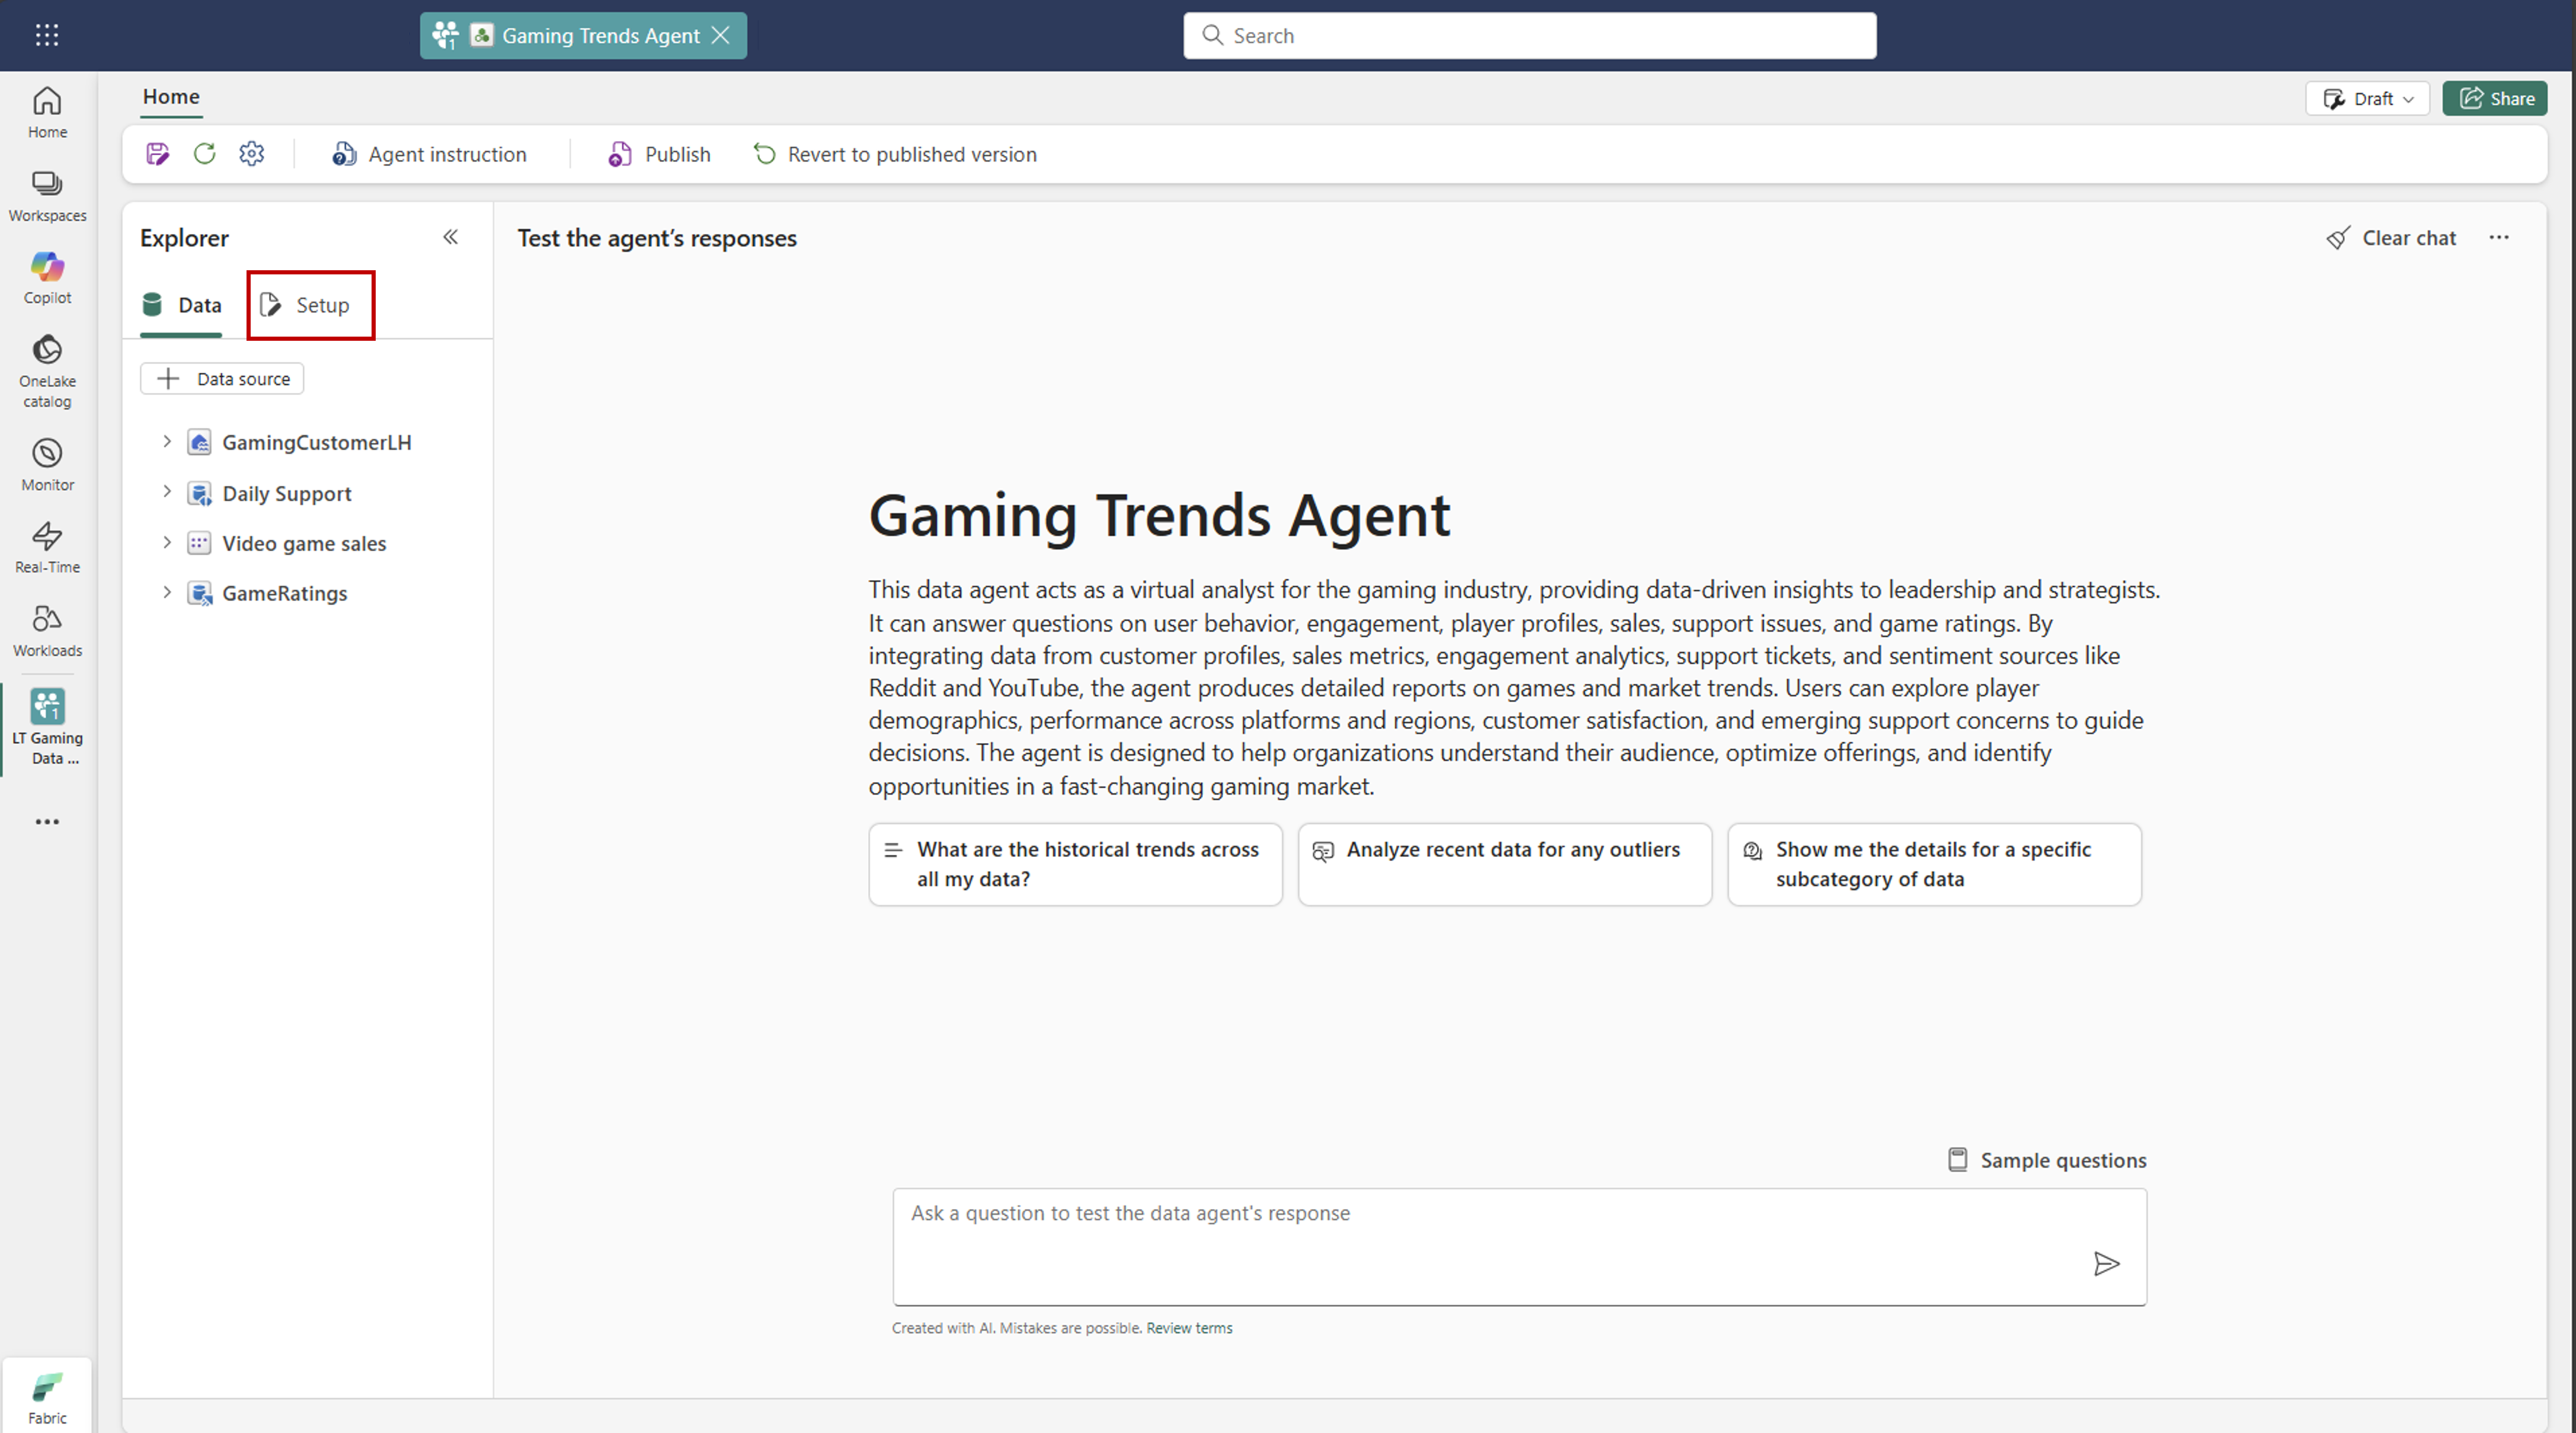 1 Gaming Trends Agent
Search
Home
Draft
Share
Agent instruction
Publish
Revert to published version
Home
Workspaces
Copilot
OneLake
catalog
Monitor
Real-Time
Workloads
1
LT Gaming
Data ...
Fabric
Explorer
Data
Setup
Data source
GamingCustomerLH
Daily Support
Video game sales
GameRatings
Test the agent’s responses
Clear chat
Gaming Trends Agent
This data agent acts as a virtual analyst for the gaming industry, providing data-driven insights to leadership and strategists.
It can answer questions on user behavior, engagement, player profiles, sales, support issues, and game ratings. By
integrating data from customer profiles, sales metrics, engagement analytics, support tickets, and sentiment sources like
Reddit and YouTube, the agent produces detailed reports on games and market trends. Users can explore player
demographics, performance across platforms and regions, customer satisfaction, and emerging support concerns to guide
decisions. The agent is designed to help organizations understand their audience, optimize offerings, and identify
opportunities in a fast-changing gaming market.
What are the historical trends across
all my data?
Analyze recent data for any outliers
Show me the details for a specific
subcategory of data
Sample questions
Ask a question to test the data agent's response
Created with AI. Mistakes are possible. Review terms